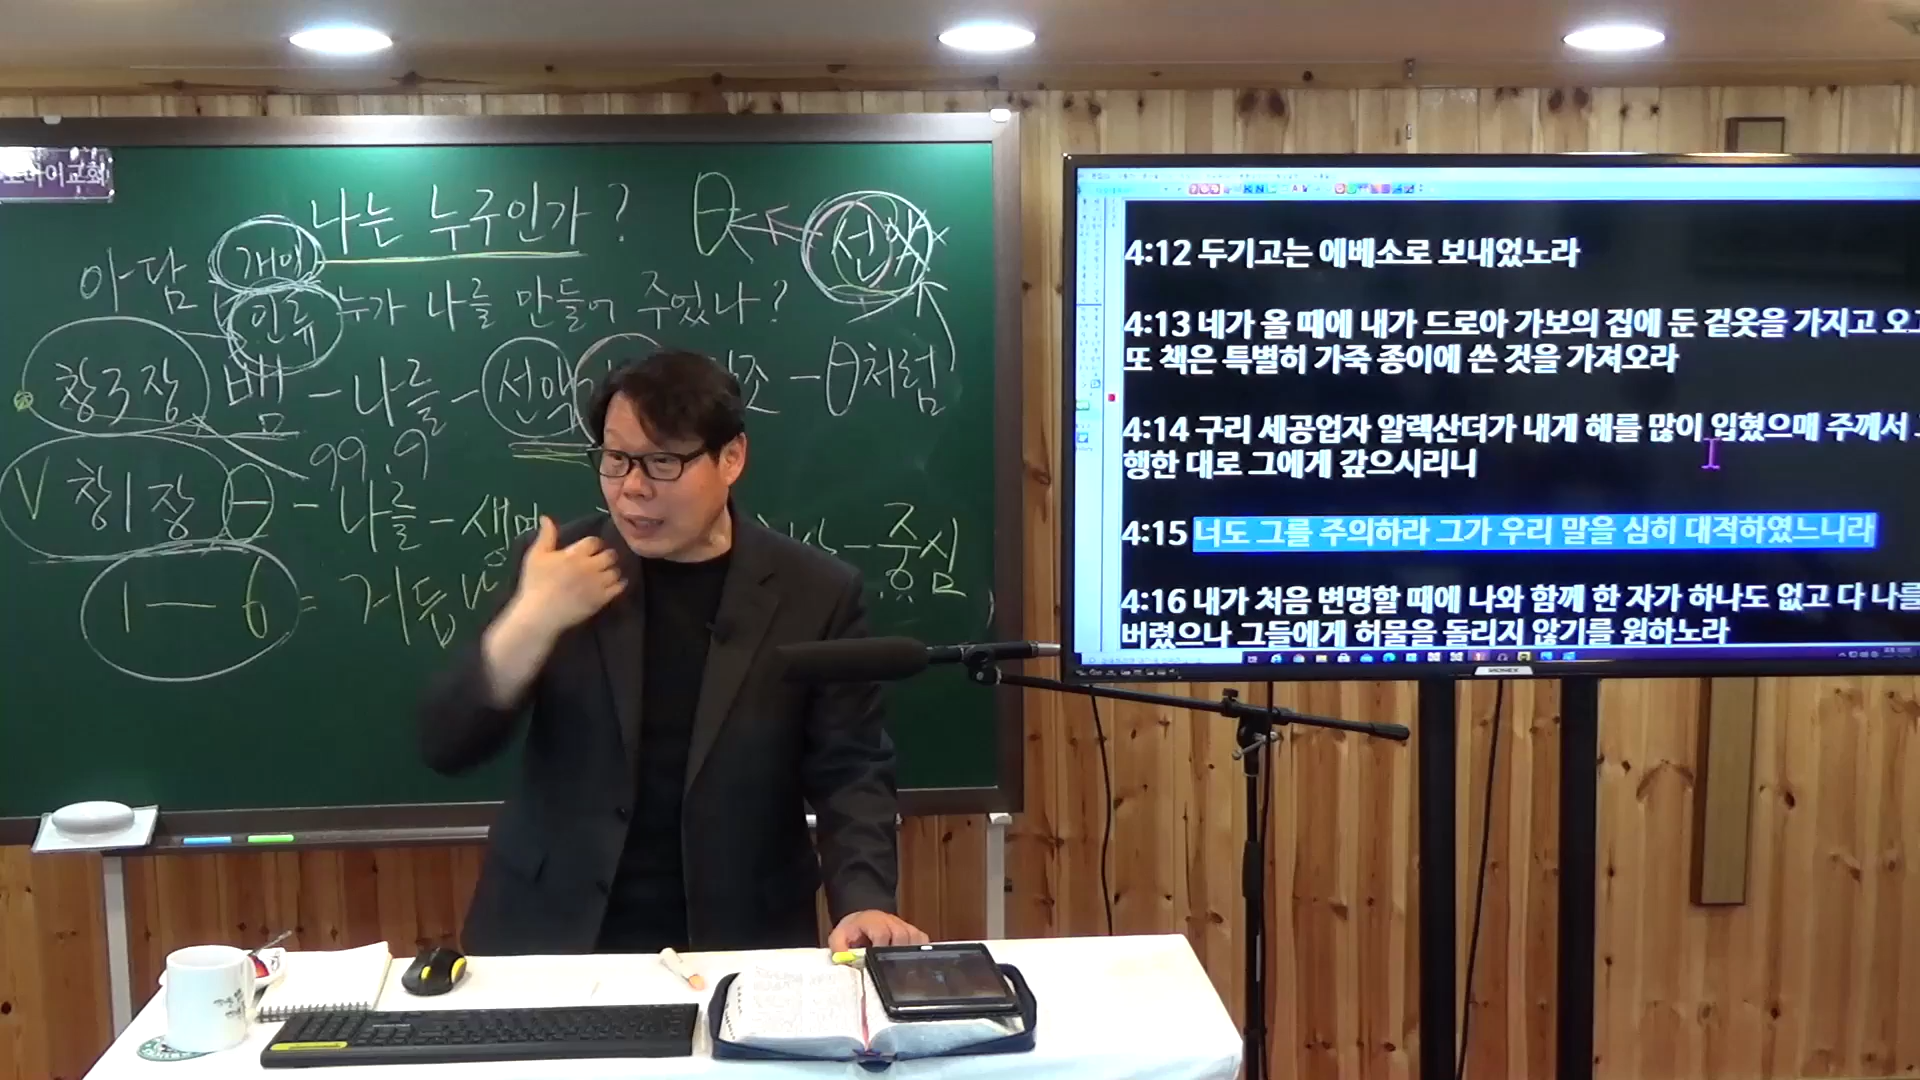 나는 누구인가?
선악
아담 개인
인류 누가 나를 만들어 주었나?
창3장 뱀 - 나를 - 선악 조 - θ처럼
99.9
V 창1장 θ - 나를 - 생명 - 중심
1 — 6 = 거듭
4:12 두기고는 에베소로 보내었노라
4:13 네가 올 때에 내가 드로아 가보의 집에 둔 겉옷을 가지고 오고
또 책은 특별히 가죽 종이에 쓴 것을 가져오라
4:14 구리 세공업자 알렉산더가 내게 해를 많이 입혔으매 주께서 그
행한 대로 그에게 갚으시리니
4:15 너도 그를 주의하라 그가 우리 말을 심히 대적하였느니라
4:16 내가 처음 변명할 때에 나와 함께 한 자가 하나도 없고 다 나를
버렸으나 그들에게 허물을 돌리지 않기를 원하노라